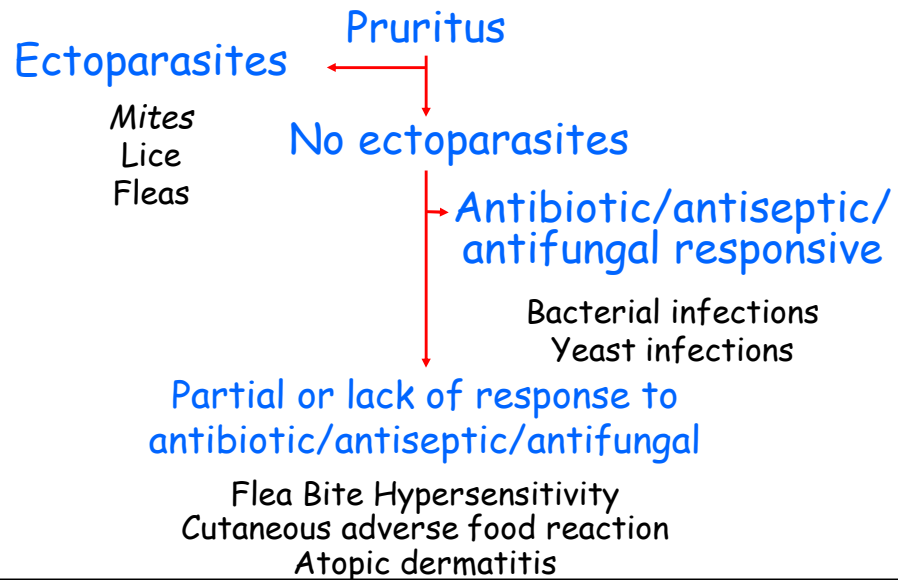 Pruritus
Ectoparasites
Mites
Lice
Fleas
No ectoparasites
Antibiotic/antiseptic/
antifungal responsive
Bacterial infections
Yeast infections
Partial or lack of response to
antibiotic/antiseptic/antifungal
Flea Bite Hypersensitivity
Cutaneous adverse food reaction
Atopic dermatitis